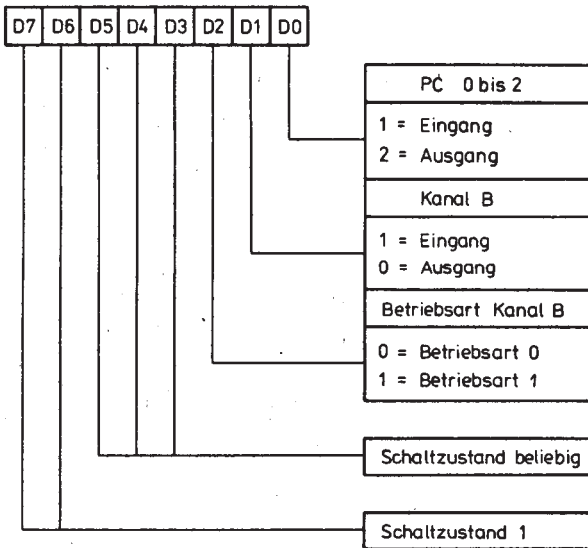 D7 D6 D5 D4 D3 D2 D1 D0
PC 0 bis 2
1 = Eingang
2 = Ausgang
Kanal B
1 = Eingang
0 = Ausgang
Betriebsart Kanal B
0 = Betriebsart 0
1 = Betriebsart 1
Schaltzustand beliebig
Schaltzustand 1